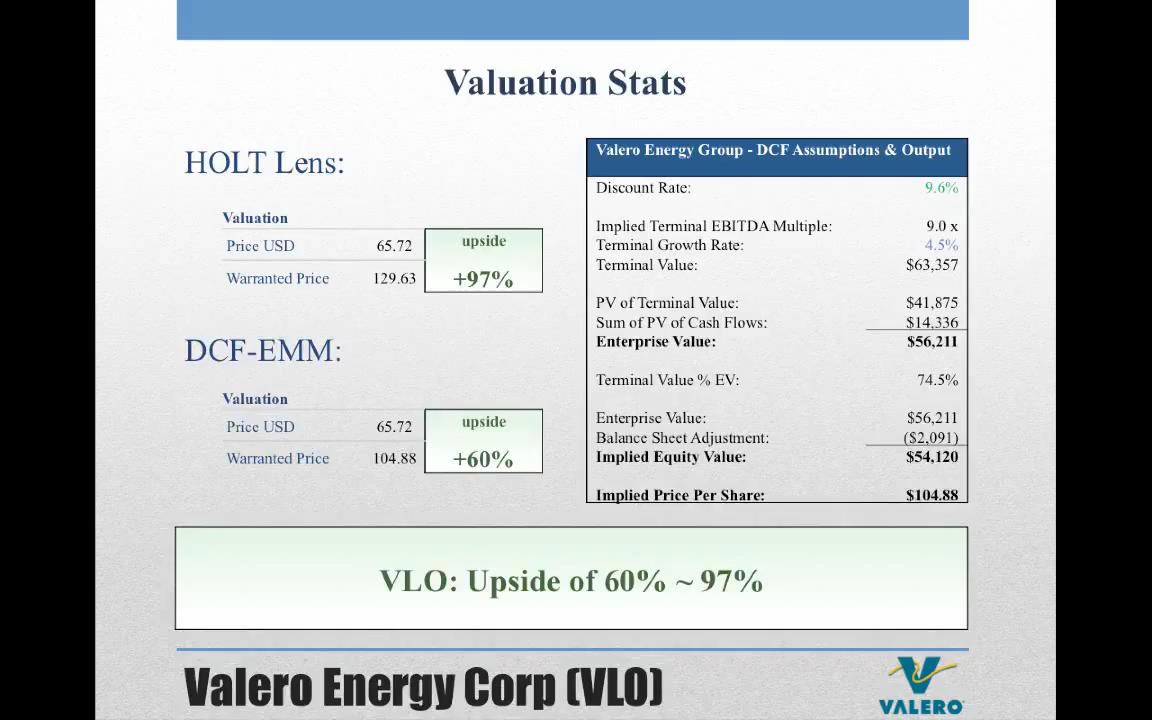 Valuation Stats
HOLT Lens:
Valuation
Price USD 65.72
Warranted Price 129.63
upside
+97%
DCF-EMM:
Valuation
Price USD 65.72
Warranted Price 104.88
upside
+60%
Valero Energy Group - DCF Assumptions & Output
Discount Rate: 9.6%
Implied Terminal EBITDA Multiple: 9.0 x
Terminal Growth Rate: 4.5%
Terminal Value: $63,357
PV of Terminal Value: $41,875
Sum of PV of Cash Flows: $14,336
Enterprise Value: $56,211
Terminal Value % EV: 74.5%
Enterprise Value: $56,211
Balance Sheet Adjustment: ($2,091)
Implied Equity Value: $54,120
Implied Price Per Share: $104.88
VLO: Upside of 60% ~ 97%
Valero Energy Corp (VLO)
VALERO